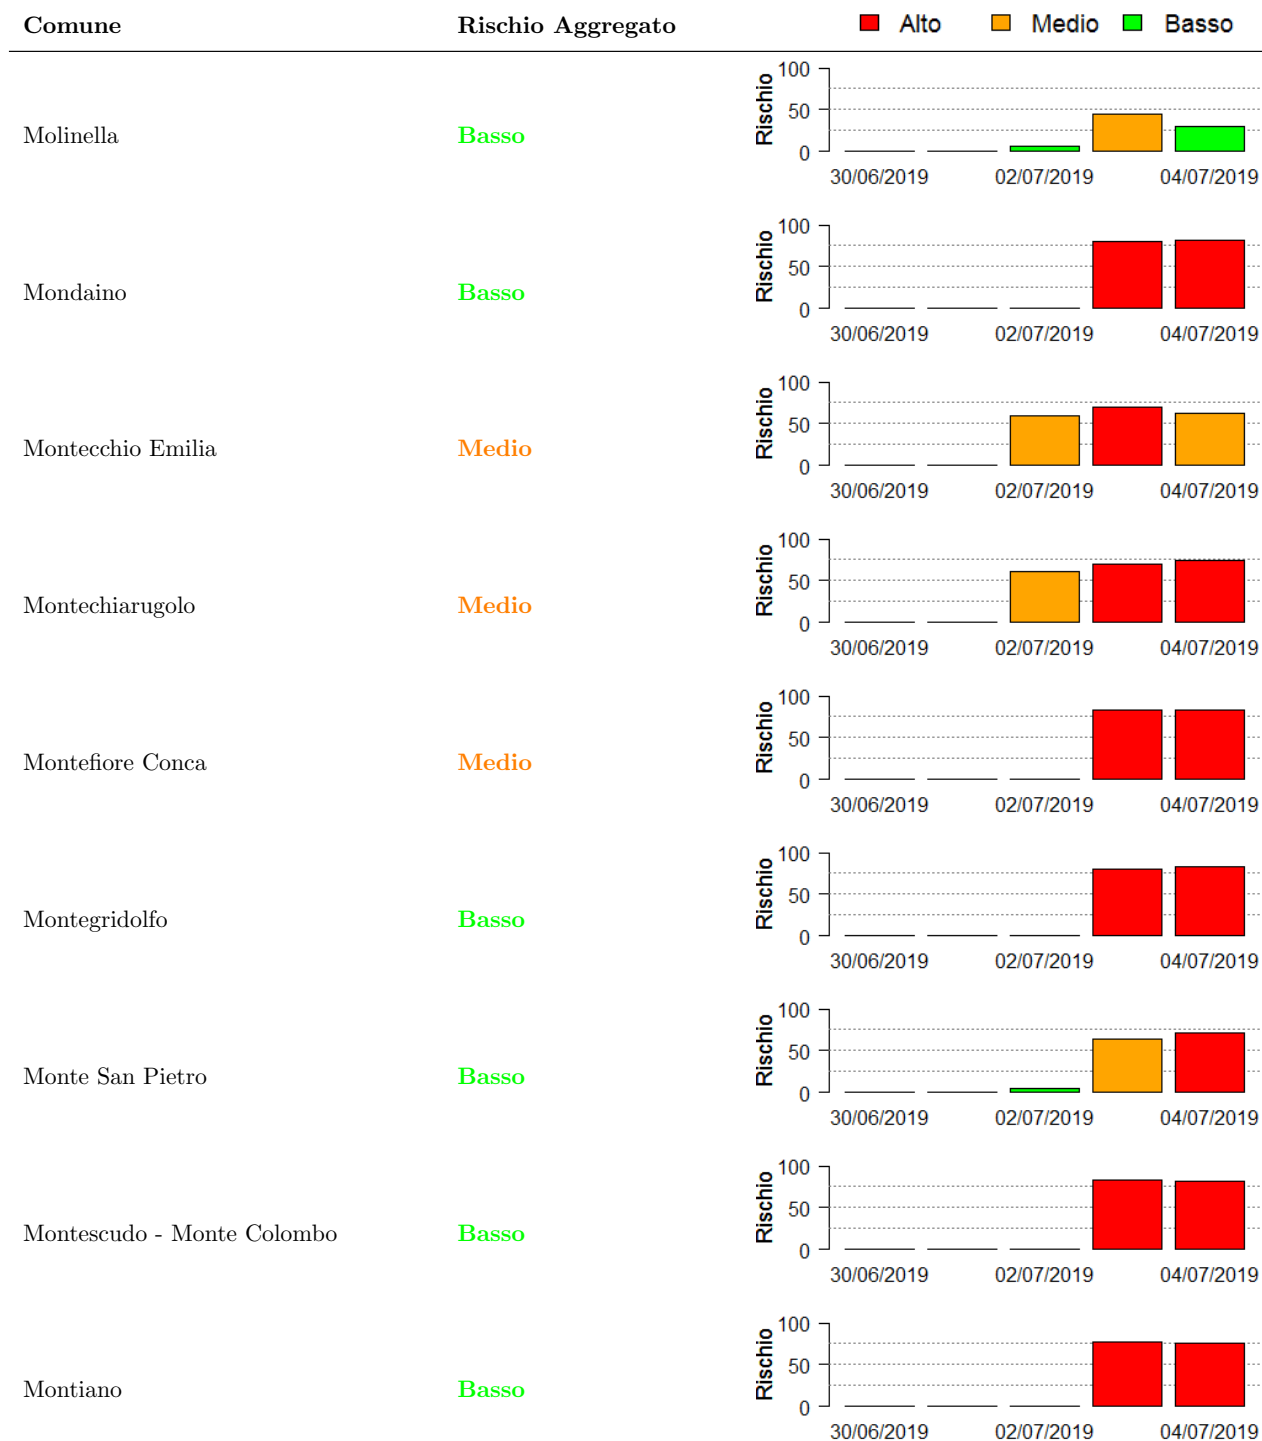 Comune Rischio Aggregato Alto Medio Basso
Molinella Basso
Rischio
100
50
0
30/06/2019 02/07/2019 04/07/2019
Mondaino Basso
Rischio
100
50
0
30/06/2019 02/07/2019 04/07/2019
Montecchio Emilia Medio
Rischio
100
50
0
30/06/2019 02/07/2019 04/07/2019
Montechiarugolo Medio
Rischio
100
50
0
30/06/2019 02/07/2019 04/07/2019
Montefiore Conca Medio
Rischio
100
50
0
30/06/2019 02/07/2019 04/07/2019
Montegridolfo Basso
Rischio
100
50
0
30/06/2019 02/07/2019 04/07/2019
Monte San Pietro Basso
Rischio
100
50
0
30/06/2019 02/07/2019 04/07/2019
Montescudo - Monte Colombo Basso
Rischio
100
50
0
30/06/2019 02/07/2019 04/07/2019
Montiano Basso
Rischio
100
50
0
30/06/2019 02/07/2019 04/07/2019